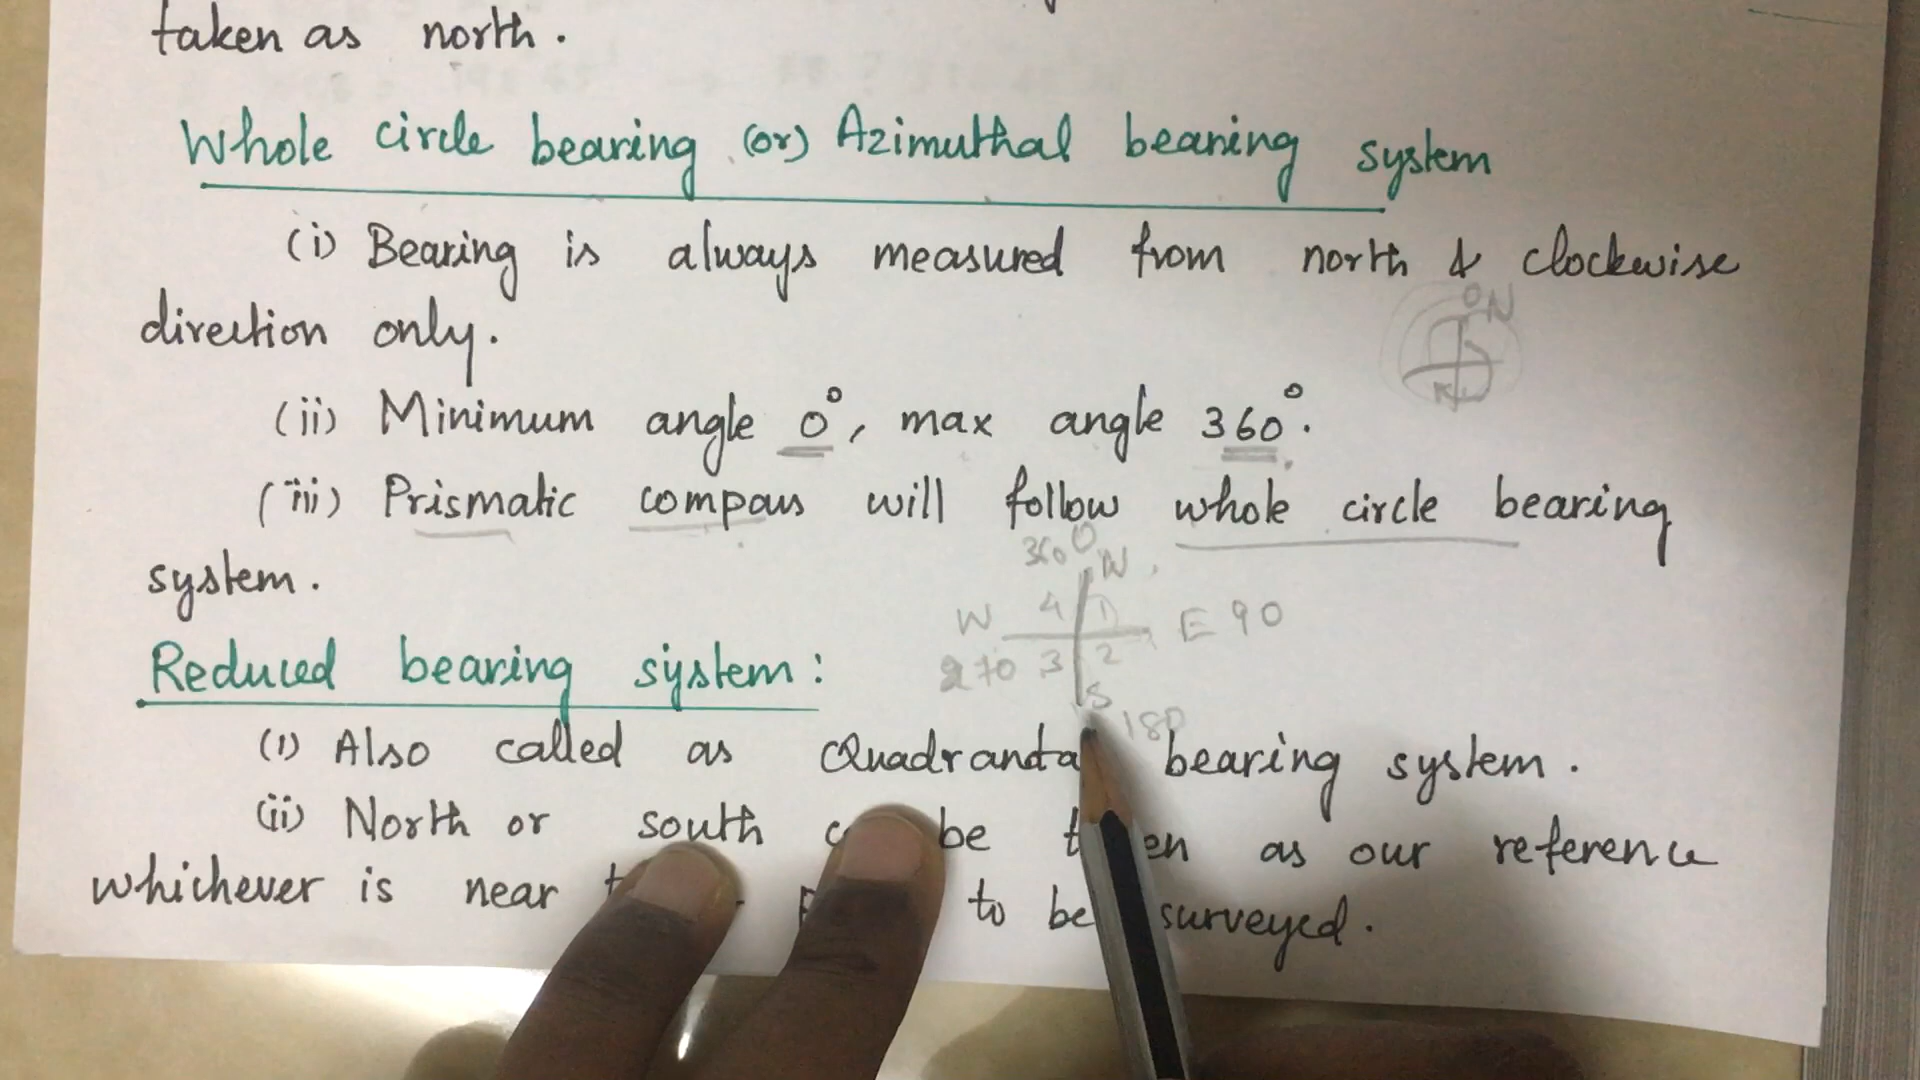 taken as north.
Whole circle bearing (or) Azimuthal bearing system
(i) Bearing is always measured from north & clockwise
direction only.
0 N
(ii) Minimum angle 0°, max angle 360°.
(iii) Prismatic compass will follow whole circle bearing
system.
360 0 N
W 4 1 E 90
270 3 2
S 180
Reduced bearing system:
(i) Also called as Quadranta bearing system.
(ii) North or south be en as our reference
whichever is near to be surveyed.